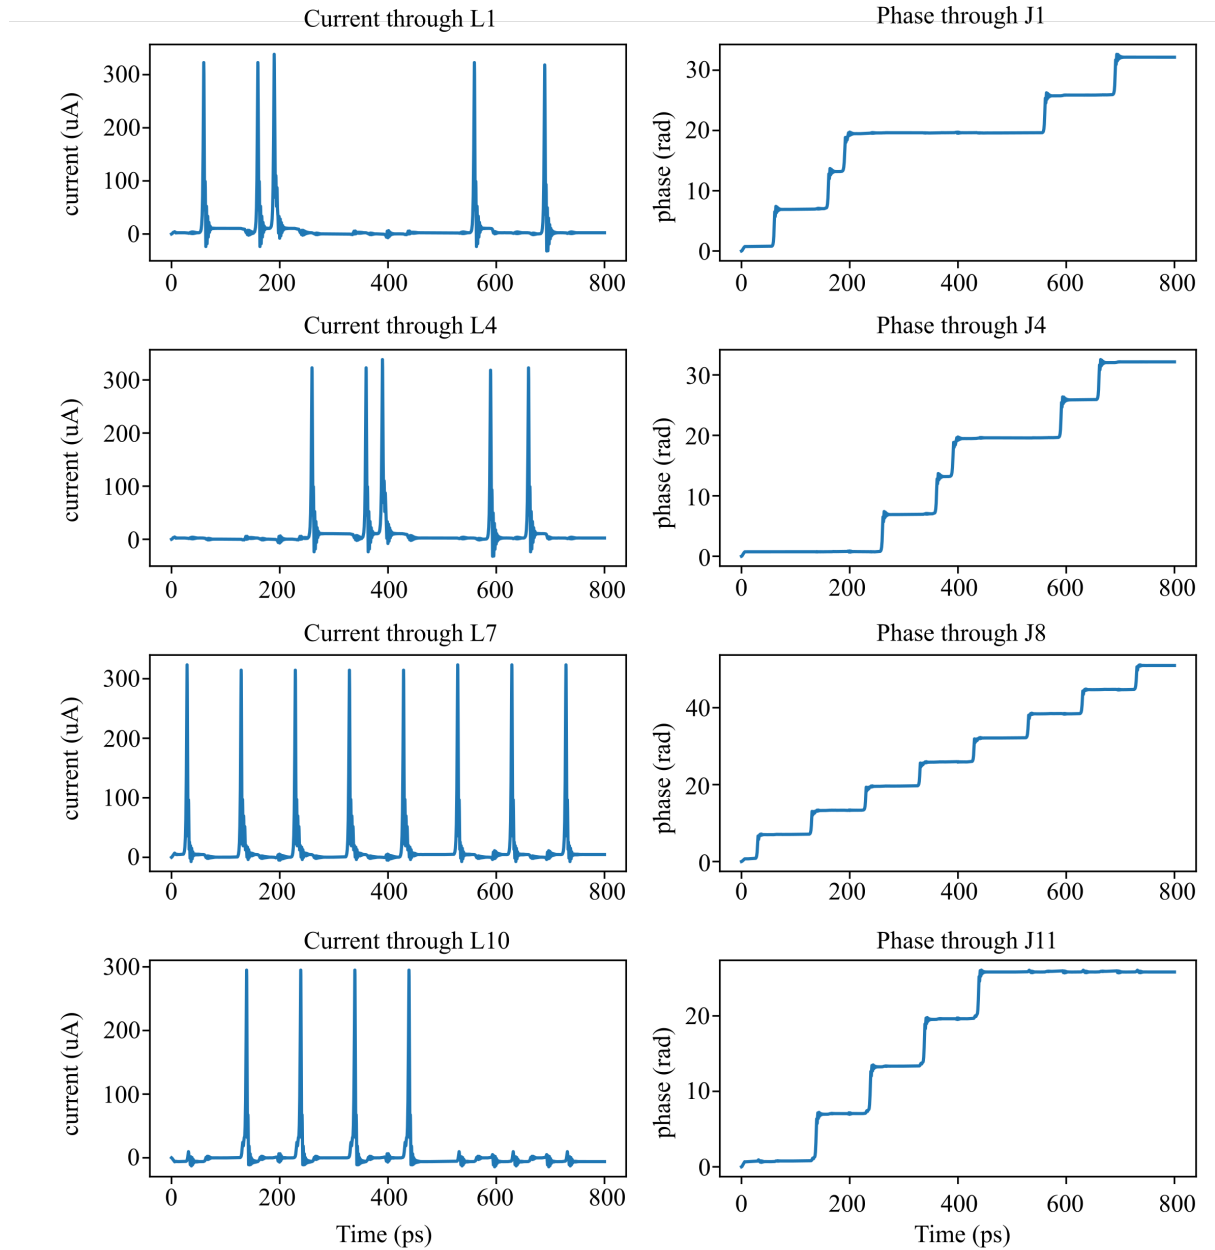 Current through L1
Phase through J1
current (uA)
300
200
100
0
0 200 400 600 800
phase (rad)
30
20
10
0
0 200 400 600 800
Current through L4
Phase through J4
current (uA)
300
200
100
0
0 200 400 600 800
phase (rad)
30
20
10
0
0 200 400 600 800
Current through L7
Phase through J8
current (uA)
300
200
100
0
0 200 400 600 800
phase (rad)
40
20
0
0 200 400 600 800
Current through L10
Phase through J11
current (uA)
300
200
100
0
0 200 400 600 800
Time (ps)
phase (rad)
20
10
0
0 200 400 600 800
Time (ps)